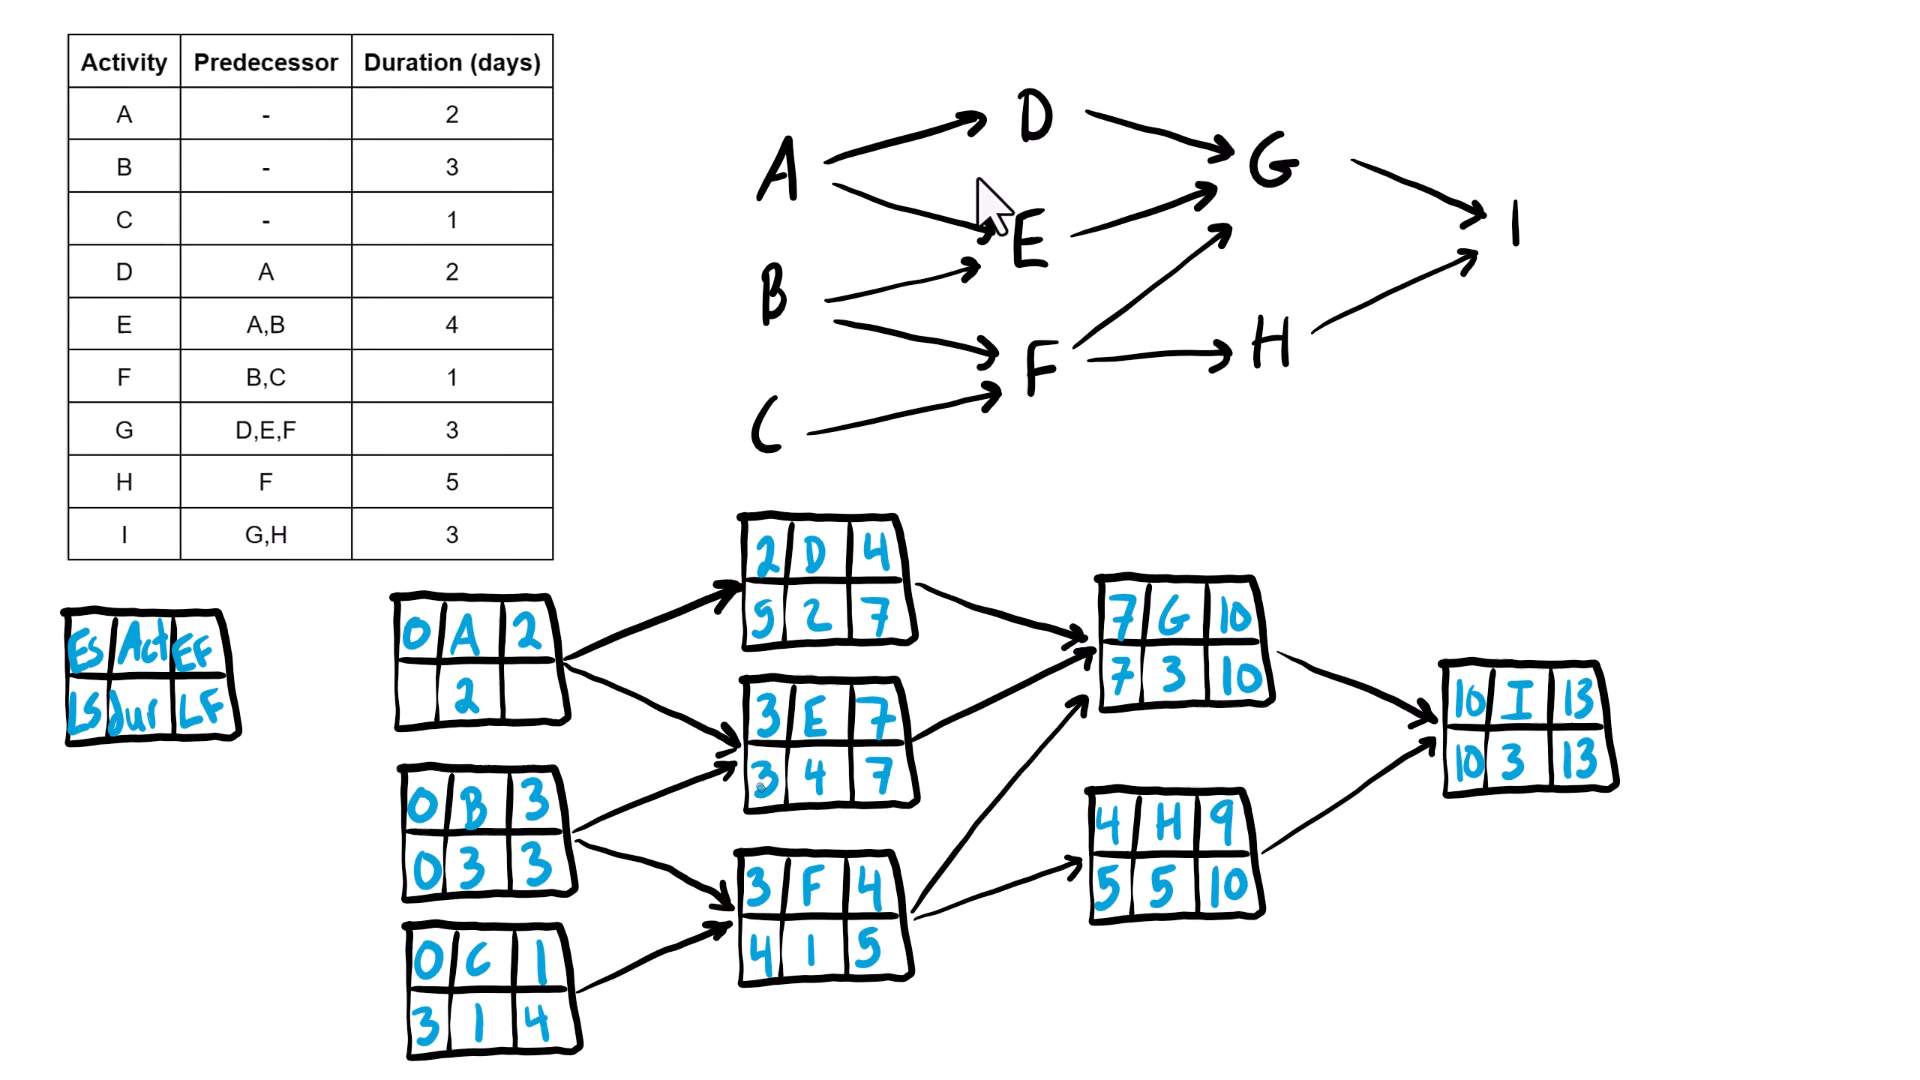 Activity Predecessor Duration (days)
A - 2
B - 3
C - 1
D A 2
E A,B 4
F B,C 1
G D,E,F 3
H F 5
I G,H 3
A
B
C
D
E
F
G
H
I
Es Act EF
LS Dur LF
0 A 2
2
0 B 3
0 3 3
0 C 1
3 1 4
2 D 4
5 2 7
3 E 7
3 4 7
3 F 4
4 1 5
7 G 10
7 3 10
4 H 9
5 5 10
10 I 13
10 3 13